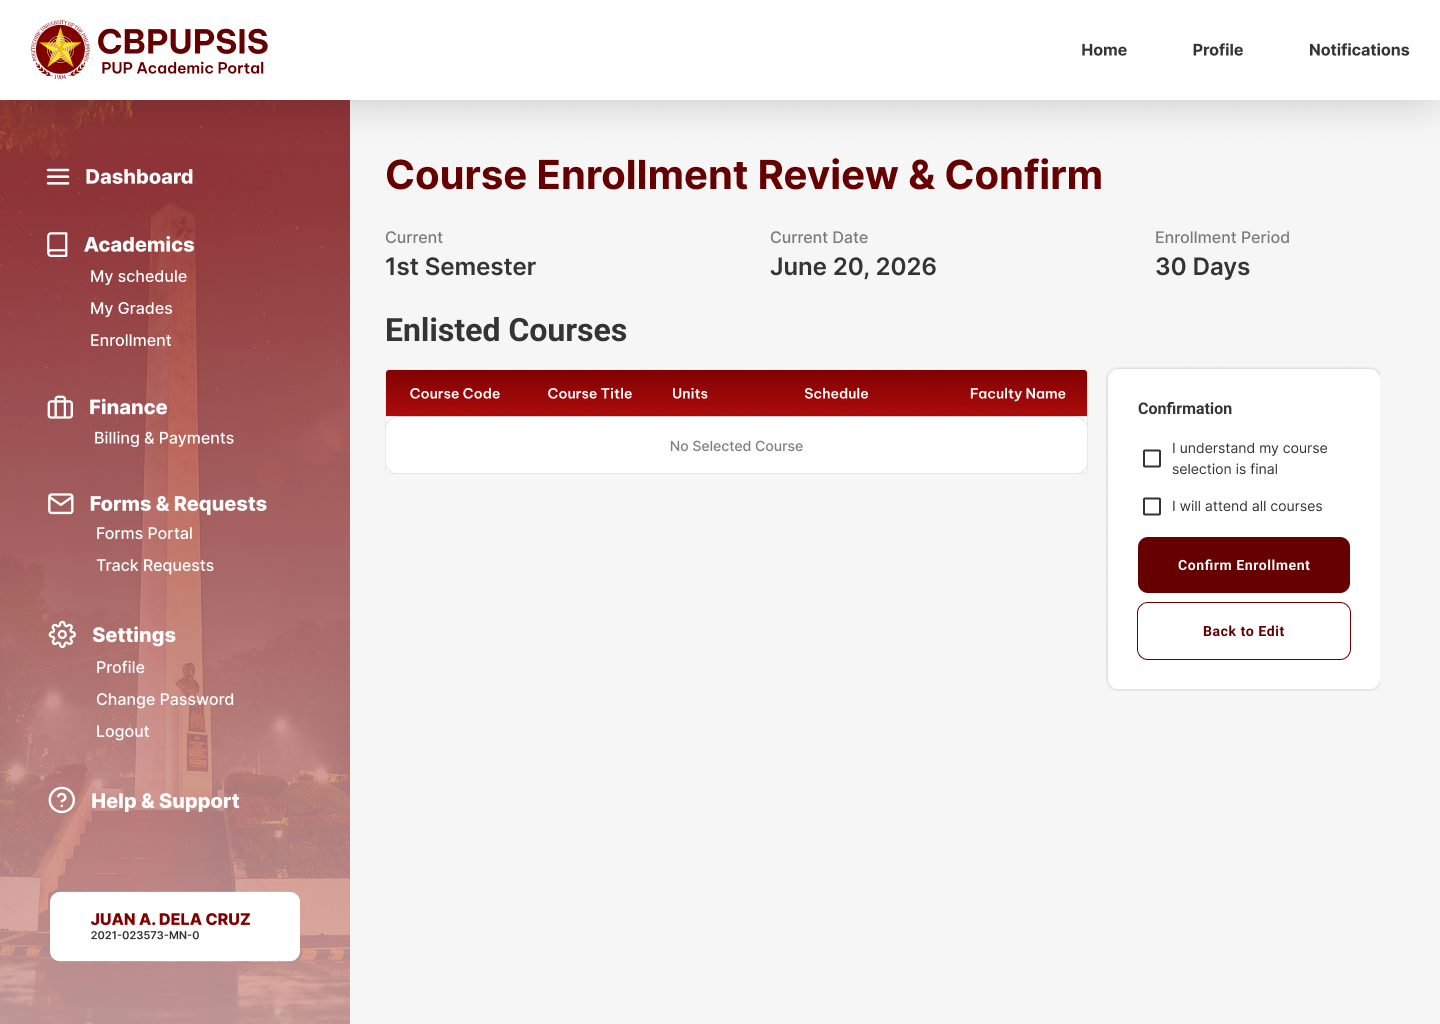 CBPUPSIS
PUP Academic Portal
1904
Home
Profile
Notifications
Dashboard
Academics
My schedule
My Grades
Enrollment
Finance
Billing & Payments
Forms & Requests
Forms Portal
Track Requests
Settings
Profile
Change Password
Logout
Help & Support
JUAN A. DELA CRUZ
2021-023573-MN-0
Course Enrollment Review & Confirm
Current
1st Semester
Current Date
June 20, 2026
Enrollment Period
30 Days
Enlisted Courses
Course Code
Course Title
Units
Schedule
Faculty Name
No Selected Course
Confirmation
I understand my course
selection is final
I will attend all courses
Confirm Enrollment
Back to Edit